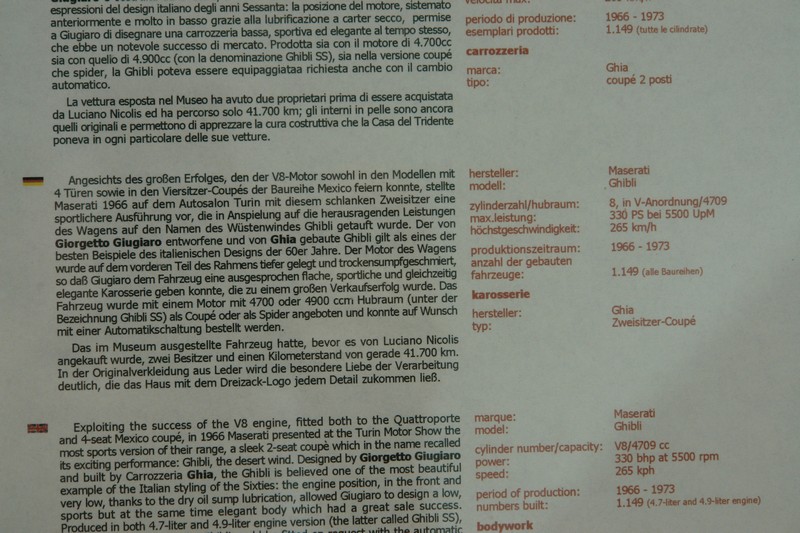 espressioni del design italiano degli anni Sessanta: la posizione del motore, sistemato
anteriormente e molto in basso grazie alla lubrificazione a carter secco, permise
a Giugiaro di disegnare una carrozzeria bassa, sportiva ed elegante al tempo stesso,
che ebbe un notevole successo di mercato. Prodotta sia con il motore di 4.700cc
sia con quello di 4.900cc (con la denominazione Ghibli SS), sia nella versione coupé
che spider, la Ghibli poteva essere equipaggiataa richiesta anche con il cambio
automatico.
La vettura esposta nel Museo ha avuto due proprietari prima di essere acquistata
da Luciano Nicolis ed ha percorso solo 41.700 km; gli interni in pelle sono ancora
quelli originali e permettono di apprezzare la cura costruttiva che la Casa del Tridente
poneva in ogni particolare delle sue vetture.
periodo di produzione: 1966 - 1973
esemplari prodotti: 1.149 (tutte le cilindrate)
carrozzeria
marca: Ghia
tipo: coupé 2 posti
Angesichts des großen Erfolges, den der V8-Motor sowohl in den Modellen mit
4 Türen sowie in den Viersitzer-Coupés der Baureihe Mexico feiern konnte, stellte
Maserati 1966 auf dem Autosalon Turin mit diesem schlanken Zweisitzer eine
sportlichere Ausführung vor, die in Anspielung auf die herausragenden Leistungen
des Wagens auf den Namen des Wüstenwindes Ghibli getauft wurde. Der von
Giorgetto Giugiaro entworfene und von Ghia gebaute Ghibli gilt als eines der
besten Beispiele des italienischen Designs der 60er Jahre. Der Motor des Wagens
wurde auf dem vorderen Teil des Rahmens tiefer gelegt und trockensumpfgeschmiert,
so daß Giugiaro dem Fahrzeug eine ausgesprochen flache, sportliche und gleichzeitig
elegante Karosserie geben konnte, die zu einem großen Verkaufserfolg wurde. Das
Fahrzeug wurde mit einem Motor mit 4700 oder 4900 ccm Hubraum (unter der
Bezeichnung Ghibli SS) als Coupé oder als Spider angeboten und konnte auf Wunsch
mit einer Automatikschaltung bestellt werden.
Das im Museum ausgestellte Fahrzeug hatte, bevor es von Luciano Nicolis
angekauft wurde, zwei Besitzer und einen Kilometerstand von gerade 41.700 km.
In der Originalverkleidung aus Leder wird die besondere Liebe der Verarbeitung
deutlich, die das Haus mit dem Dreizack-Logo jedem Detail zukommen ließ.
hersteller: Maserati
modell: Ghibli
zylinderzahl/hubraum: 8, in V-Anordnung/4709
max.leistung: 330 PS bei 5500 UpM
höchstgeschwindigkeit: 265 km/h
produktionszeitraum: 1966 - 1973
anzahl der gebauten
fahrzeuge: 1.149 (alle Baureihen)
karosserie
hersteller: Ghia
typ: Zweisitzer-Coupé
Exploiting the success of the V8 engine, fitted both to the Quattroporte
and 4-seat Mexico coupé, in 1966 Maserati presented at the Turin Motor Show the
most sports version of their range, a sleek 2-seat coupè which in the name recalled
its exciting performance: Ghibli, the desert wind. Designed by Giorgetto Giugiaro
and built by Carrozzeria Ghia, the Ghibli is believed one of the most beautiful
example of the Italian styling of the Sixties: the engine position, in the front and
very low, thanks to the dry oil sump lubrication, allowed Giugiaro to design a low,
sports but at the same time elegant body which had a great sale success.
Produced in both 4.7-liter and 4.9-liter engine version (the latter called Ghibli SS),
marque: Maserati
model: Ghibli
cylinder number/capacity: V8/4709 cc
power: 330 bhp at 5500 rpm
speed: 265 kph
period of production: 1966 - 1973
numbers built: 1.149 (4.7-liter and 4.9-litre engine)
bodywork